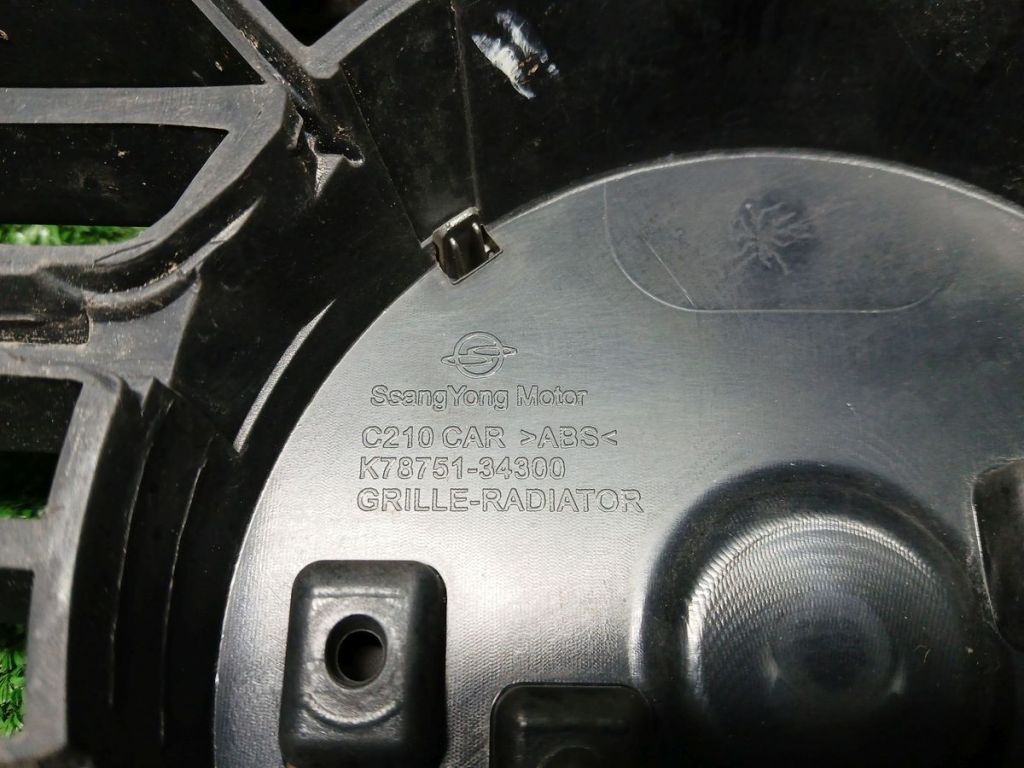 SsangYong Motor
C210 CAR >ABS<
K78751-34300
GRILLE-RADIATOR